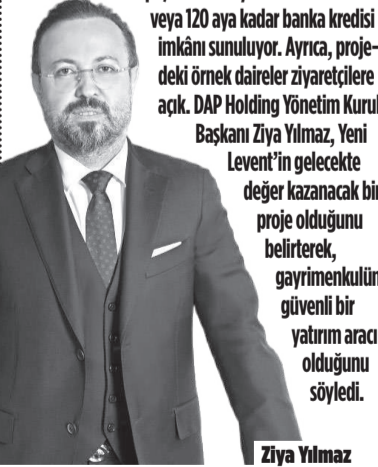 veya 120 aya kadar banka kredisi
imkânı sunuluyor. Ayrıca, proje-
deki örnek daireler ziyaretçilere
açık. DAP Holding Yönetim Kurul
Başkanı Ziya Yılmaz, Yeni
Levent’in gelecekte
değer kazanacak bir
proje olduğunu
belirterek,
gayrimenkulün
güvenli bir
yatırım aracı
olduğunu
söyledi.
Ziya Yılmaz